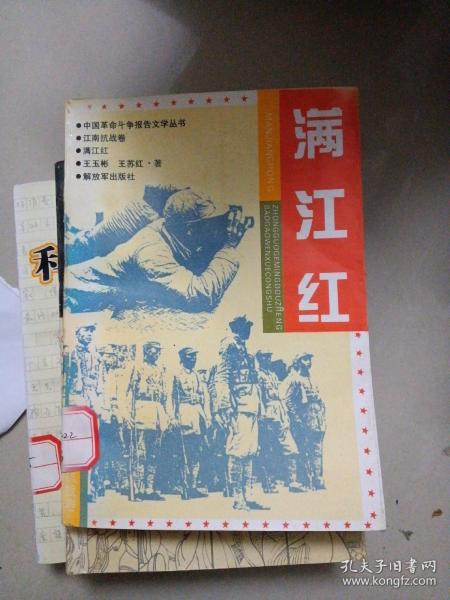 ●中国革命斗争报告文学丛书
●江南抗战卷
●满江红
●王玉彬 王苏红·著
●解放军出版社
满江红
MANJIANGHONG
ZHONGGUOGEMINGDOUZHENG
BAOGAOWENXUECONGSHU
科
022
孔夫子旧书网
www.kongfz.com